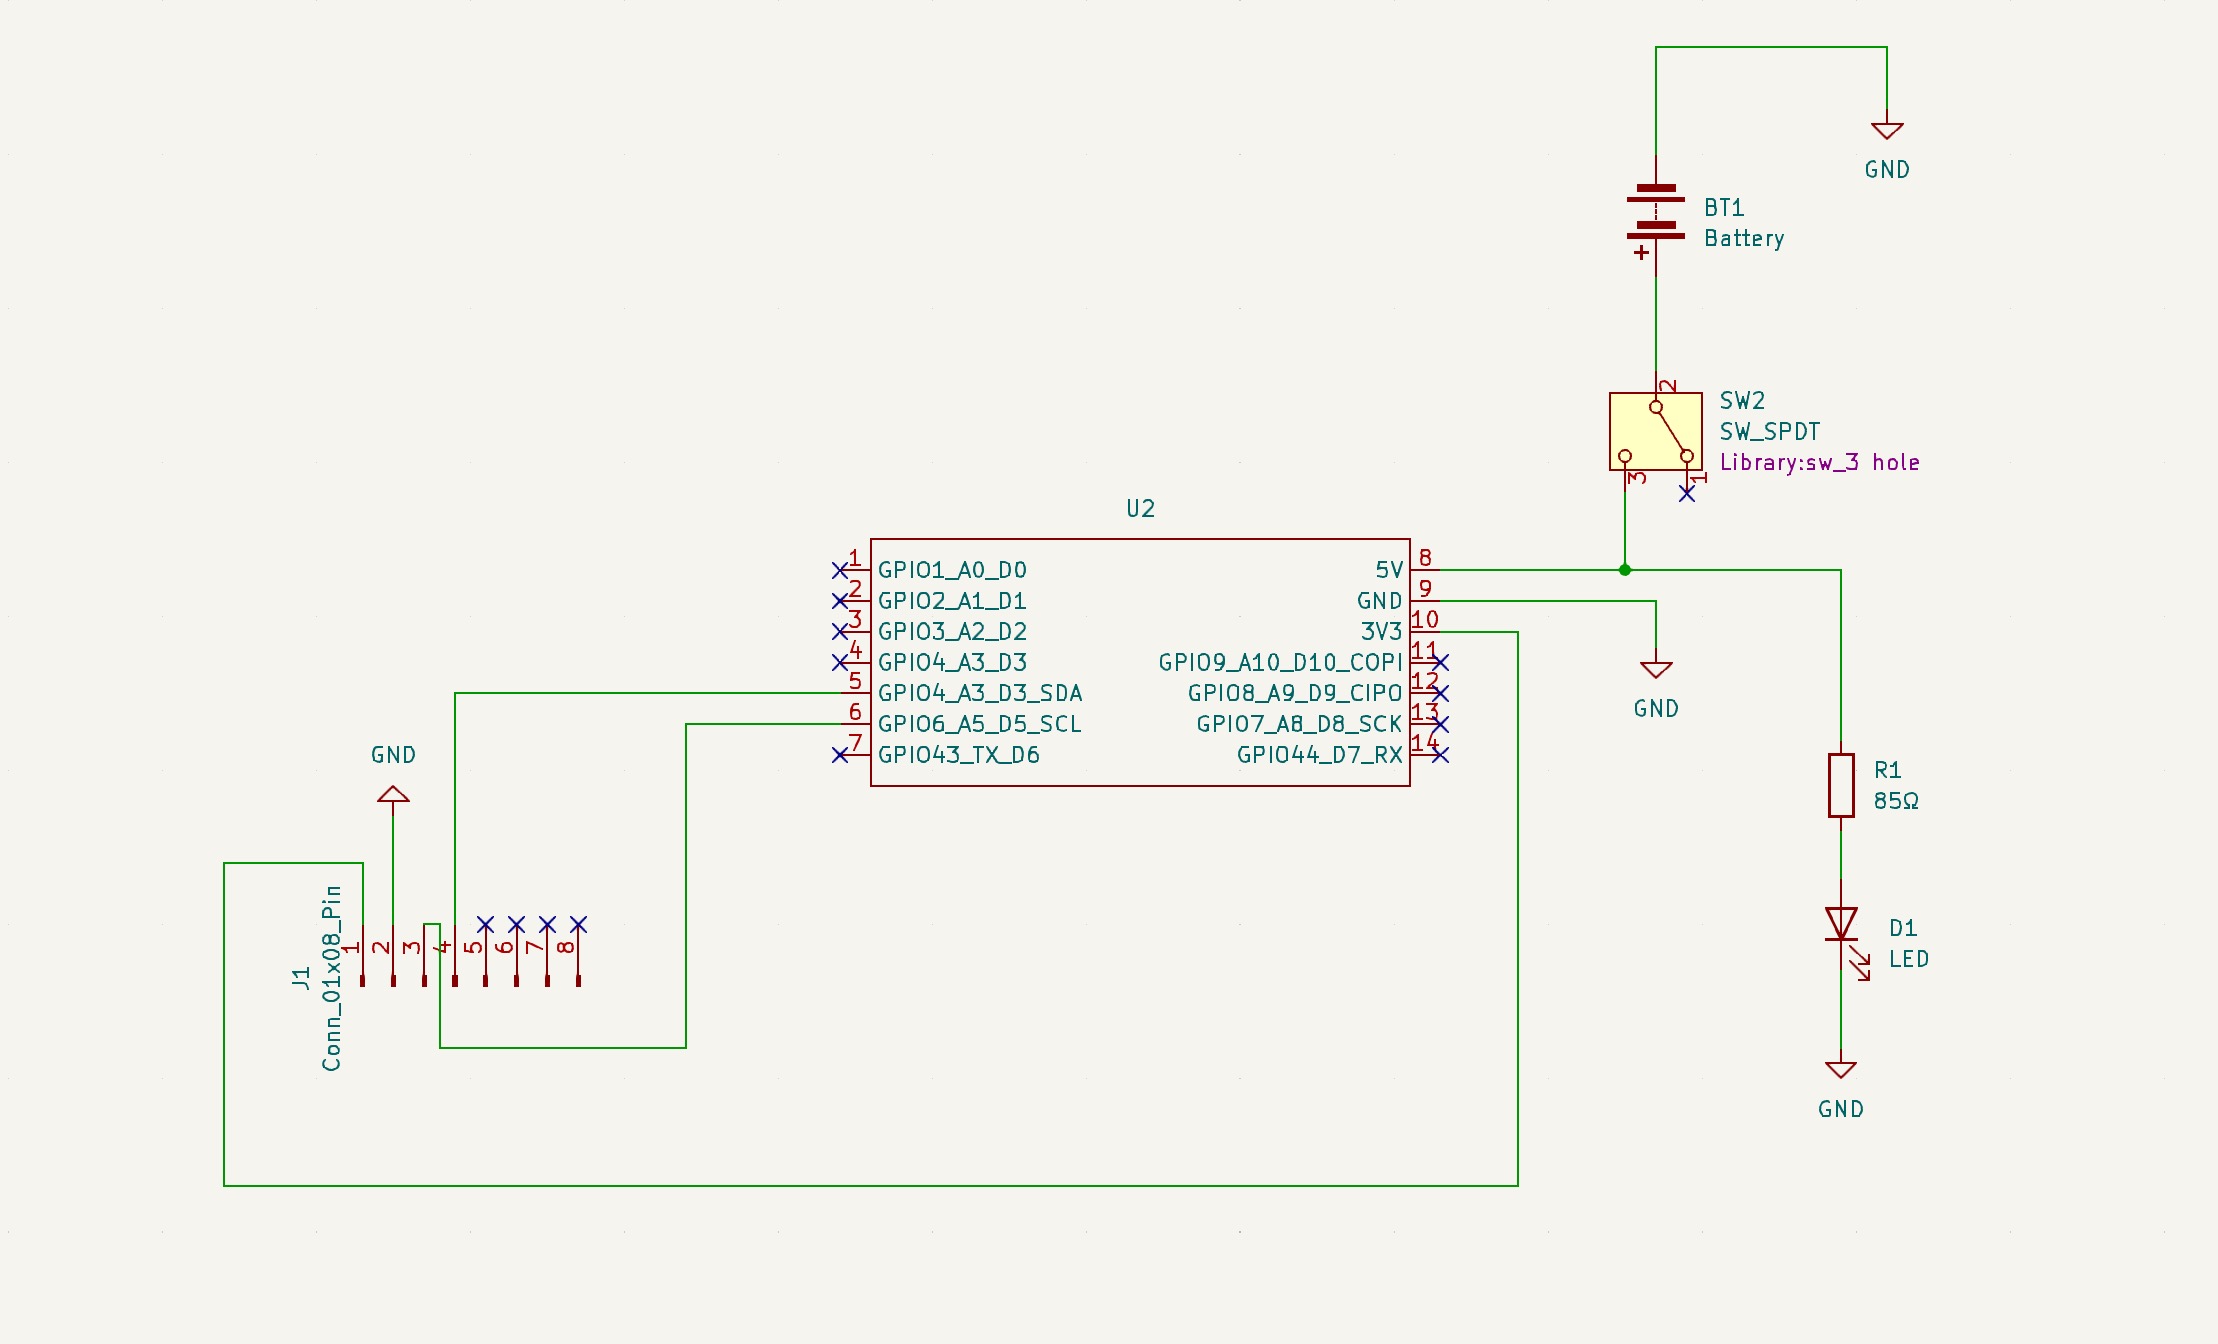 GND
BT1
Battery
+
2
SW2
SW_SPDT
Library:sw_3 hole
3
1
U2
1
GPIO1_A0_D0
2
GPIO2_A1_D1
3
GPIO3_A2_D2
4
GPIO4_A3_D3
5
GPIO4_A3_D3_SDA
6
GPIO6_A5_D5_SCL
7
GPIO43_TX_D6
8
5V
9
GND
10
3V3
11
GPIO9_A10_D10_COPI
12
GPIO8_A9_D9_CIPO
13
GPIO7_A8_D8_SCK
14
GPIO44_D7_RX
GND
GND
R1
85Ω
D1
LED
GND
J1
Conn_01x08_Pin
1
2
3
4
5
6
7
8